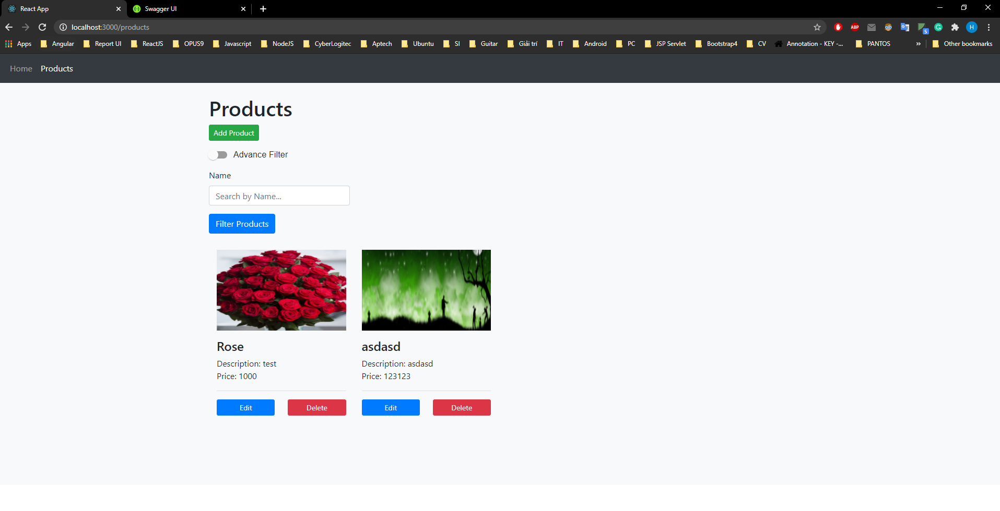 React App
Swagger UI
localhost:3000/products
ABP
5
H
Apps
Angular
Report UI
ReactJS
OPUS9
Javascript
NodeJS
CyberLogitec
Aptech
Ubuntu
SI
Guitar
Giải trí
IT
Android
PC
JSP Servlet
Bootstrap4
CV
Annotation - KEY -...
PANTOS
»
Other bookmarks
Home Products
Products
Add Product
Advance Filter
Name
Search by Name...
Filter Products
Rose
Description: test
Price: 1000
Edit Delete
asdasd
Description: asdasd
Price: 123123
Edit Delete